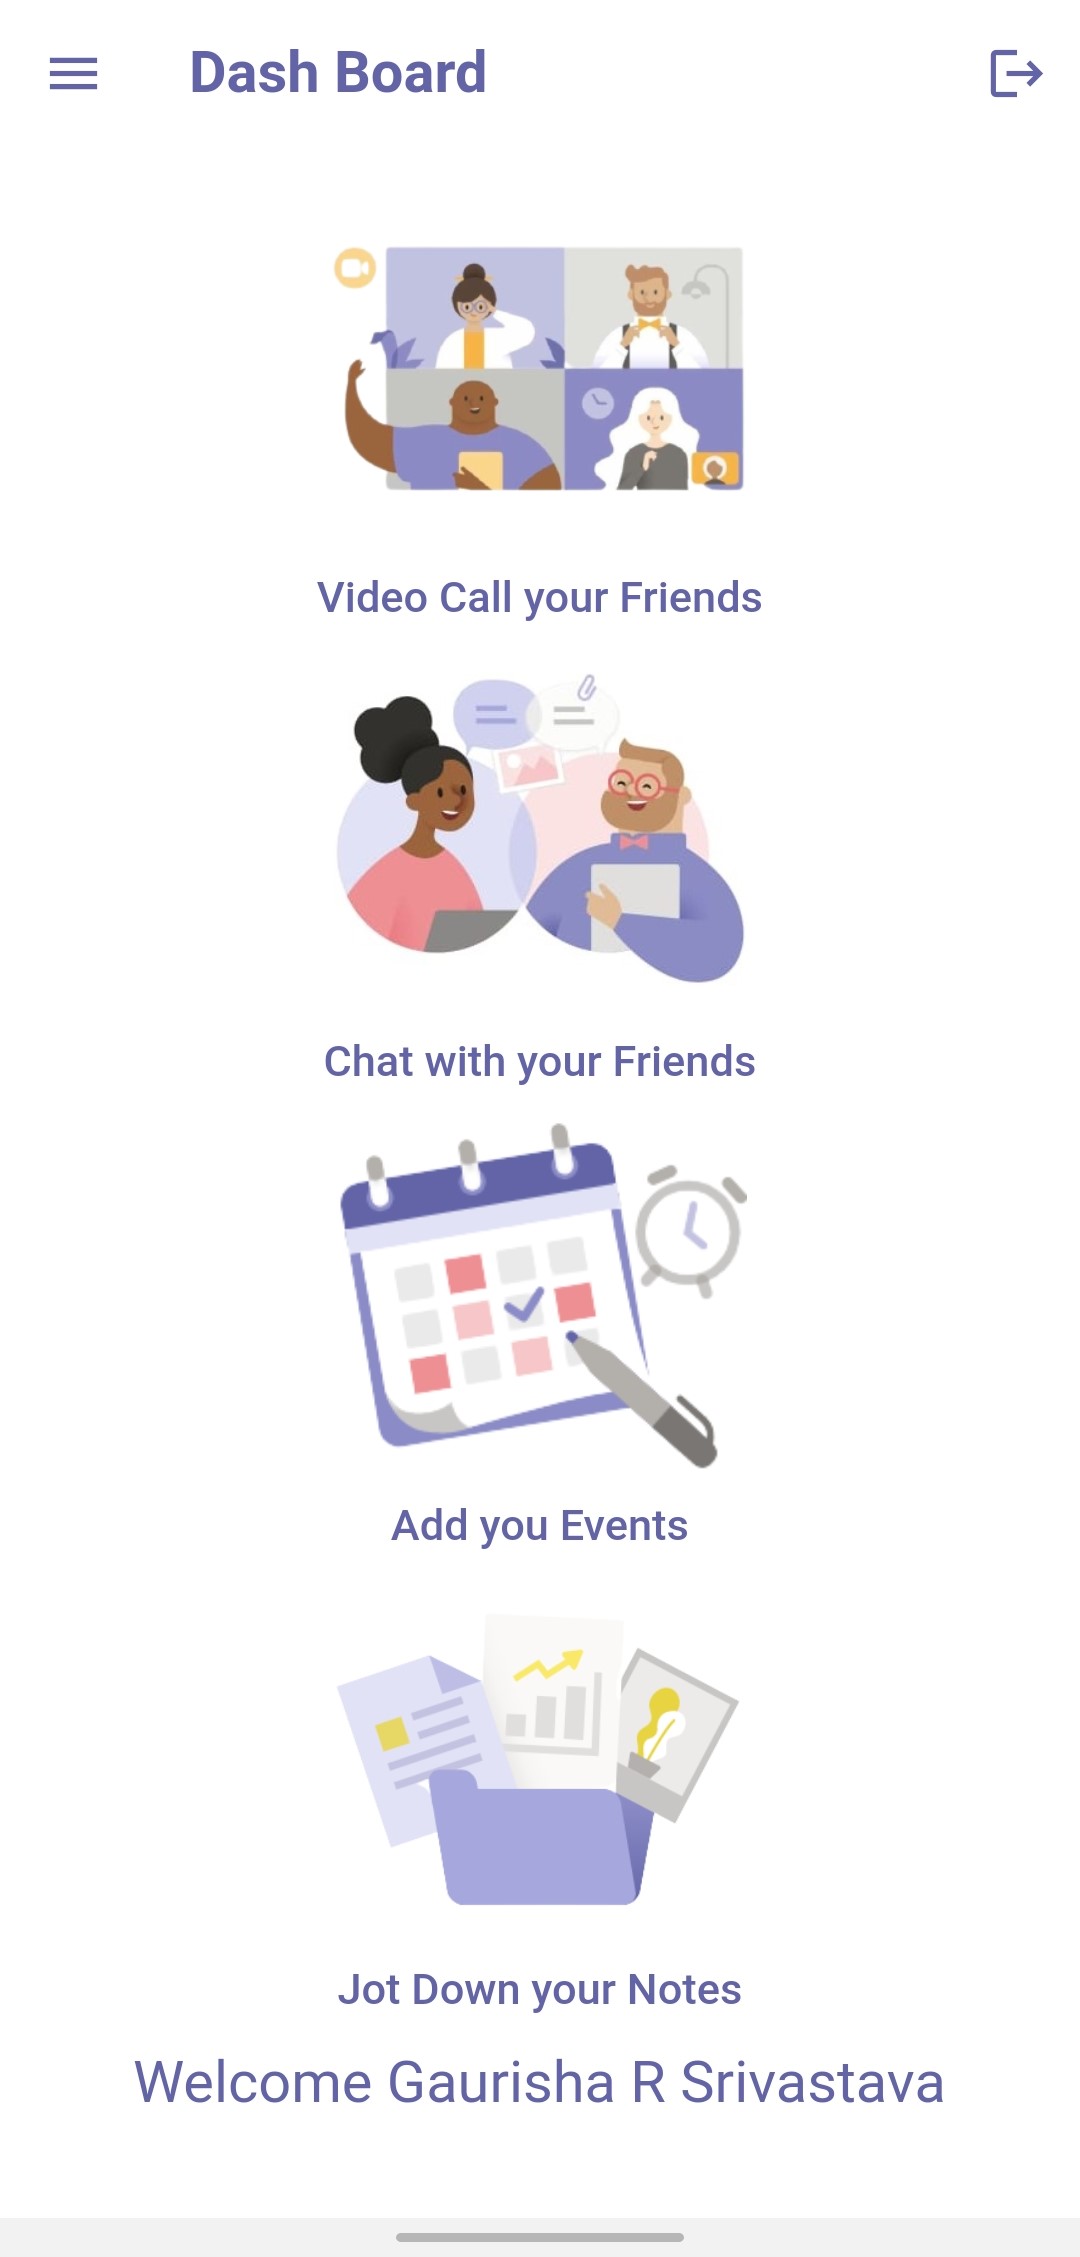 Dash Board
Video Call your Friends
Chat with your Friends
Add you Events
Jot Down your Notes
Welcome Gaurisha R Srivastava